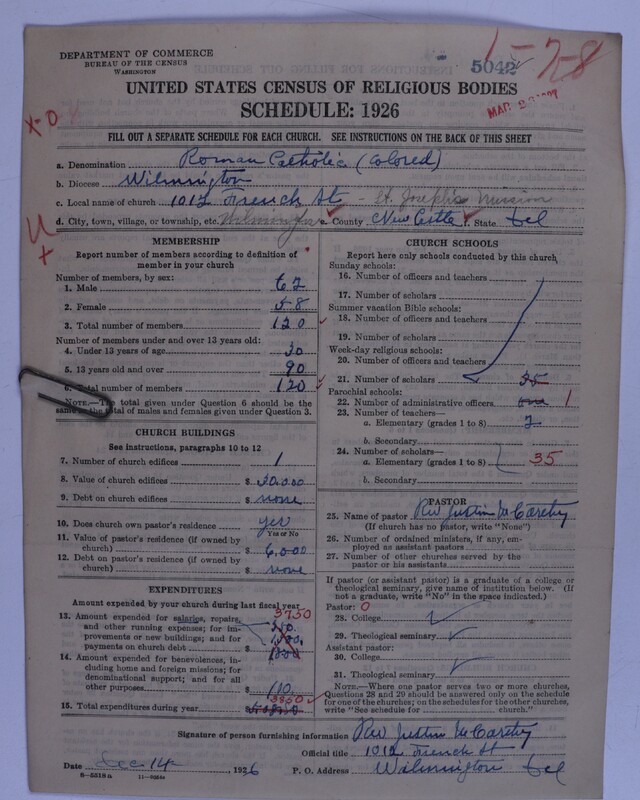 DEPARTMENT OF COMMERCE
BUREAU OF THE CENSUS
WASHINGTON
1-7-8
5042
UNITED STATES CENSUS OF RELIGIOUS BODIES
SCHEDULE: 1926
X-0
FILL OUT A SEPARATE SCHEDULE FOR EACH CHURCH. SEE INSTRUCTIONS ON THE BACK OF THIS SHEET
a. Denomination Roman Catholic (Colored)
b. Diocese Wilmington
c. Local name of church 1012 French St - St. Joseph's Mission
d. City, town, village, or township, etc. Wilmington e. County New Castle f. State Del
MEMBERSHIP
Report number of members according to definition of
member in your church
Number of members, by sex:
1. Male 62
2. Female 58
3. Total number of members 120
Number of members under and over 13 years old:
4. Under 13 years of age 30
5. 13 years old and over 90
6. Total number of members 120
NOTE.—The total given under Question 6 should be the
same as the total of males and females given under Question 3.
CHURCH BUILDINGS
See instructions, paragraphs 10 to 12
7. Number of church edifices 1
8. Value of church edifices $ 30,000
9. Debt on church edifices $ none
10. Does church own pastor's residence yes
Yes or No
11. Value of pastor's residence (if owned by
church) $ 6,000
12. Debt on pastor's residence (if owned by
church) $ none
EXPENDITURES
Amount expended by your church during last fiscal year
3750
13. Amount expended for salaries, repairs,
and other running expenses; for im-
provements or new buildings; and for
payments on church debt $
14. Amount expended for benevolences,
including home and foreign missions; for
denominational support; and for all
other purposes $ 110
3860
15. Total expenditures during year $
CHURCH SCHOOLS
Report here only schools conducted by this church
Sunday schools:
16. Number of officers and teachers
17. Number of scholars
Summer vacation Bible schools:
18. Number of officers and teachers
19. Number of scholars
Week-day religious schools:
20. Number of officers and teachers
21. Number of scholars 35
Parochial schools:
22. Number of administrative officers one 1
23. Number of teachers—
a. Elementary (grades 1 to 8) 2
b. Secondary
24. Number of scholars—
a. Elementary (grades 1 to 8) 35
b. Secondary
PASTOR
25. Name of pastor Rev Justin McCarthy
(If church has no pastor, write "None")
26. Number of ordained ministers, if any, em-
ployed as assistant pastors
27. Number of other churches served by the
pastor or his assistants
If pastor (or assistant pastor) is a graduate of a college or
theological seminary, give name of institution below. (If
not a graduate, write "No" in the space indicated.)
Pastor: 0
28. College
29. Theological seminary
Assistant pastor:
30. College
31. Theological seminary
NOTE.—Where one pastor serves two or more churches,
Questions 28 and 29 should be answered only on the schedule
for one of the churches; on the schedules for the other churches,
write "See schedule for church."
Signature of person furnishing information Rev Justin McCarthy
Official title 1012 French St
Date Dec 14, 1926 P. O. Address Wilmington Del
8-5318a 11-9254a